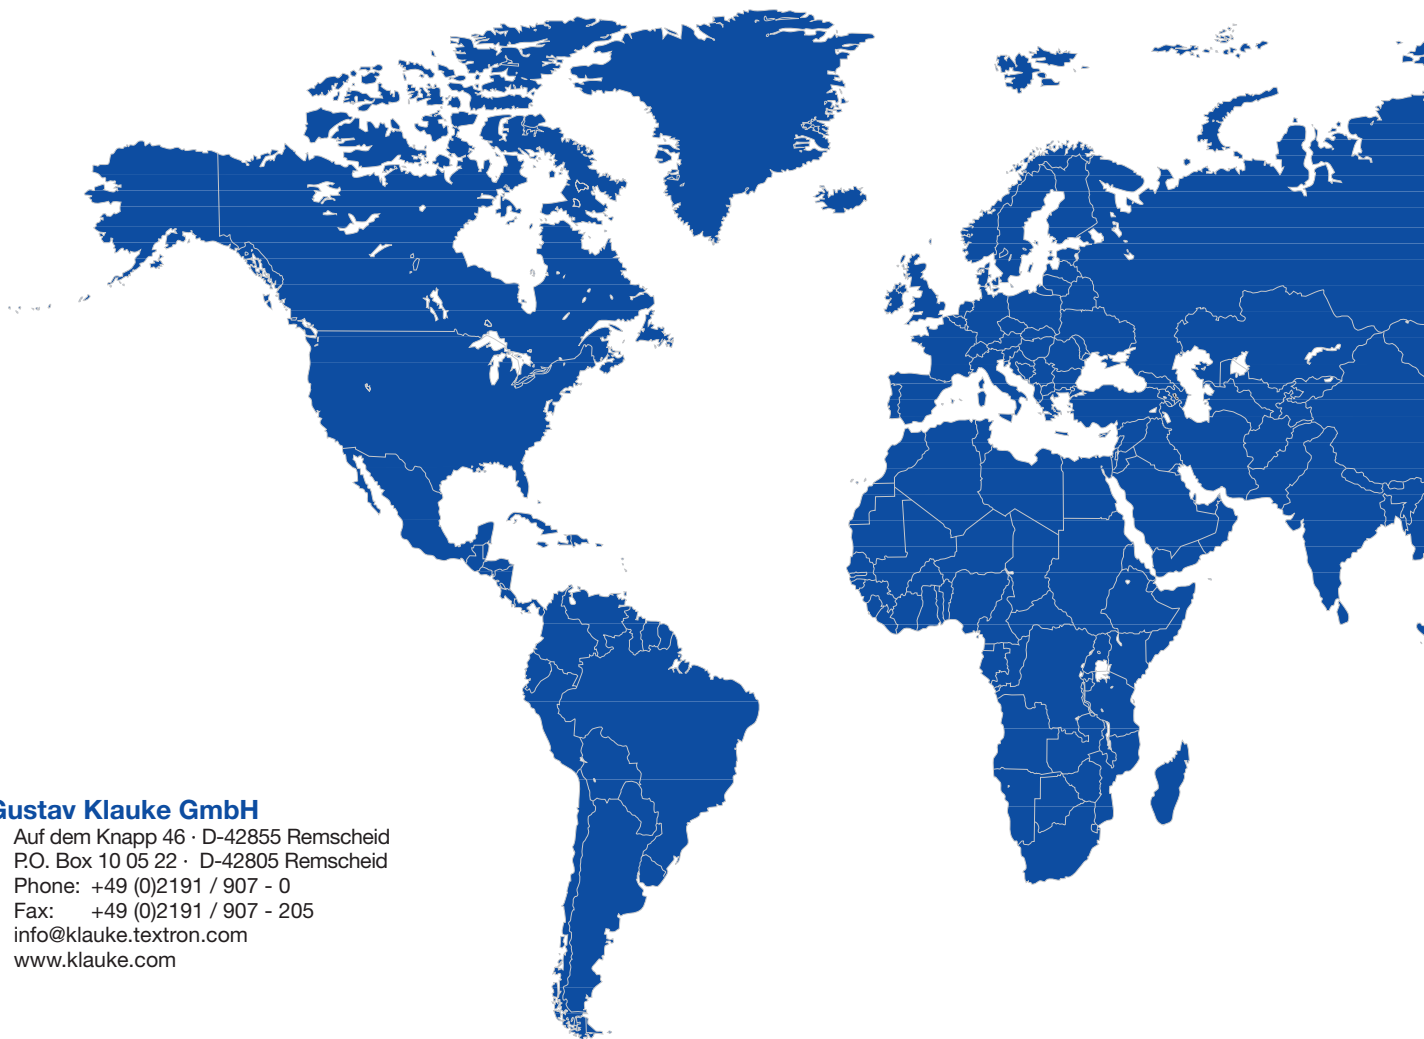 Gustav Klauke GmbH
Auf dem Knapp 46 · D-42855 Remscheid
P.O. Box 10 05 22 · D-42805 Remscheid
Phone: +49 (0)2191 / 907 - 0
Fax: +49 (0)2191 / 907 - 205
info@klauke.textron.com
www.klauke.com